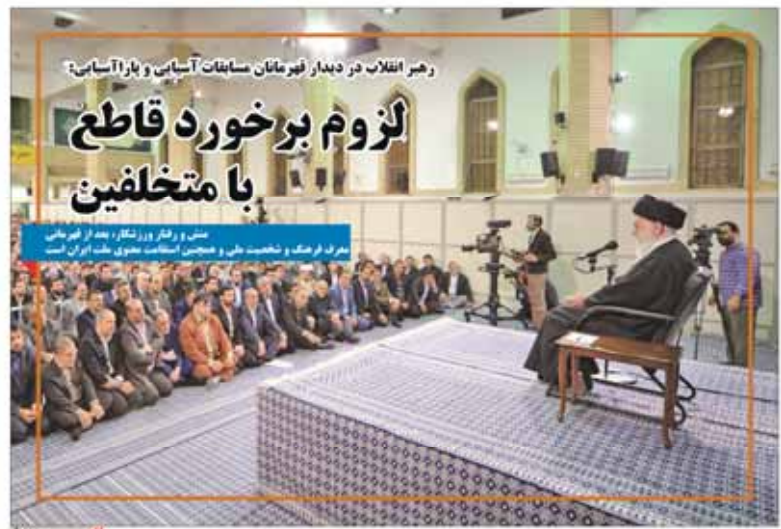 رهبر انقلاب در دیدار قهرمانان مسابقات آسیایی و پاراآسیایی:
لزوم برخورد قاطع
با متخلفین
منش و رفتار ورزشکار، بعد از قهرمانی
معرف فرهنگ و شخصیت ملی و همچنین استقامت معنوی ملت ایران است